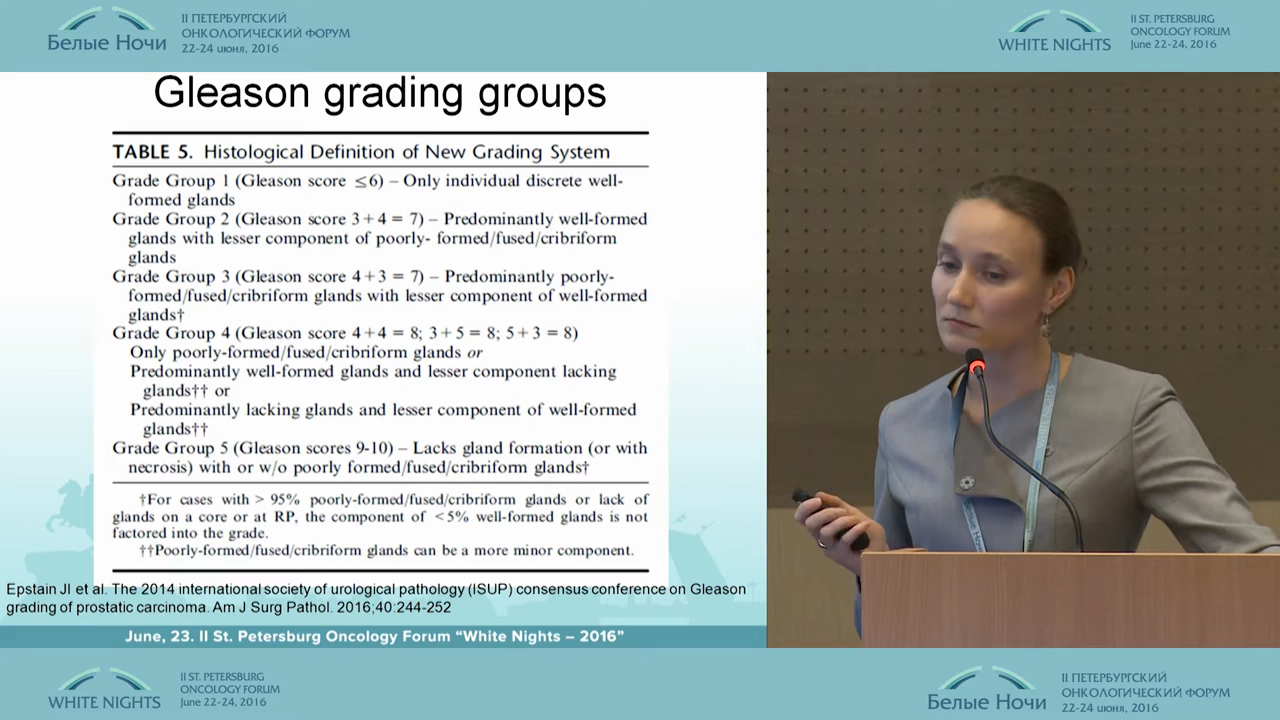 II ПЕТЕРБУРГСКИЙ
ОНКОЛОГИЧЕСКИЙ ФОРУМ
Белые Ночи
22-24 июня, 2016
II ST. PETERSBURG
ONCOLOGY FORUM
WHITE NIGHTS
June 22-24, 2016
Gleason grading groups
TABLE 5. Histological Definition of New Grading System
Grade Group 1 (Gleason score ≤6) – Only individual discrete well-
formed glands
Grade Group 2 (Gleason score 3+4 = 7) – Predominantly well-formed
glands with lesser component of poorly- formed/fused/cribriform
glands
Grade Group 3 (Gleason score 4+3 = 7) – Predominantly poorly-
formed/fused/cribriform glands with lesser component of well-formed
glands†
Grade Group 4 (Gleason score 4+4 = 8; 3+5 = 8; 5+3 = 8)
Only poorly-formed/fused/cribriform glands or
Predominantly well-formed glands and lesser component lacking
glands†† or
Predominantly lacking glands and lesser component of well-formed
glands††
Grade Group 5 (Gleason scores 9-10) – Lacks gland formation (or with
necrosis) with or w/o poorly formed/fused/cribriform glands†
†For cases with > 95% poorly-formed/fused/cribriform glands or lack of
glands on a core or at RP, the component of <5% well-formed glands is not
factored into the grade.
††Poorly-formed/fused/cribriform glands can be a more minor component.
Epstain JI et al. The 2014 international society of urological pathology (ISUP) consensus conference on Gleason
grading of prostatic carcinoma. Am J Surg Pathol. 2016;40:244-252
June, 23. II St. Petersburg Oncology Forum “White Nights – 2016”
II ST. PETERSBURG
ONCOLOGY FORUM
WHITE NIGHTS
June 22-24, 2016
II ПЕТЕРБУРГСКИЙ
ОНКОЛОГИЧЕСКИЙ ФОРУМ
Белые Ночи
22-24 июня, 2016